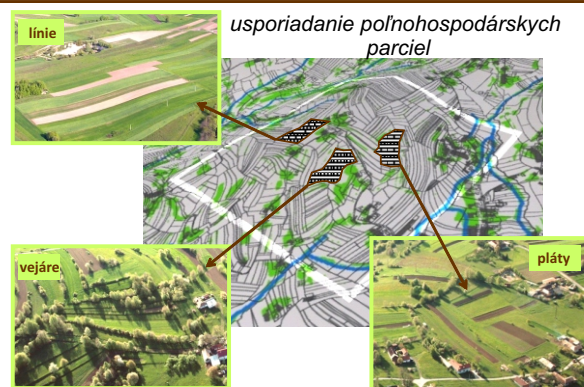 usporiadanie poľnohospodárskych
parciel
línie
vejáre
pláty